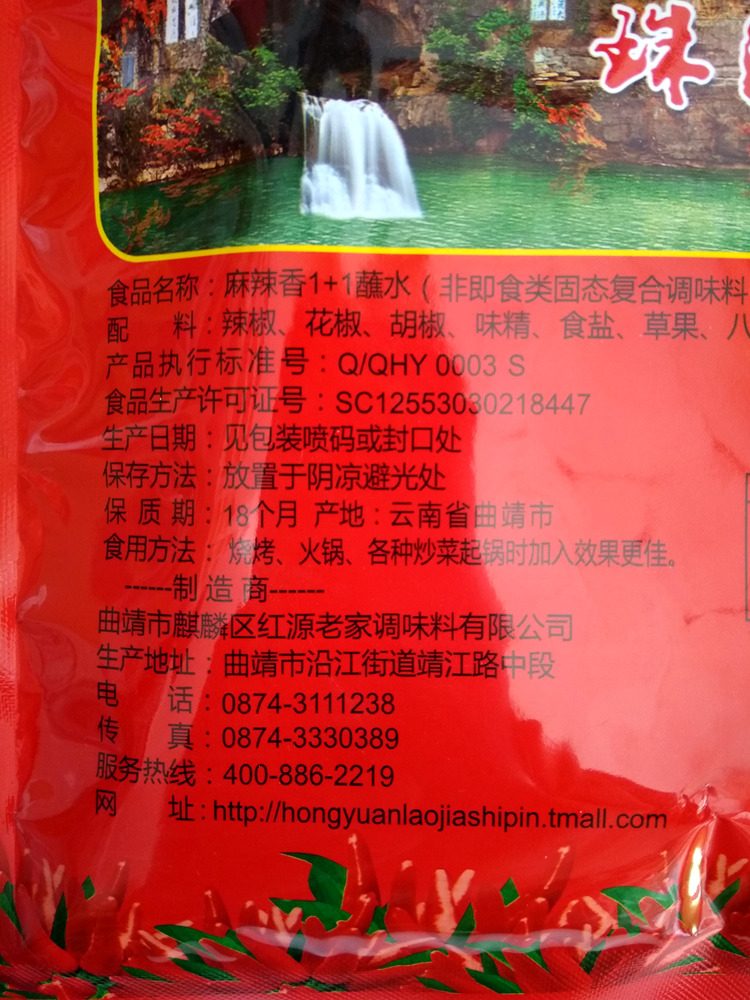 珠
食品名称：麻辣香1+1蘸水（非即食类固态复合调味料
配 料：辣椒、花椒、胡椒、味精、食盐、草果、八
产品执行标准号：Q/QHY 0003 S
食品生产许可证号：SC12553030218447
生产日期：见包装喷码或封口处
保存方法：放置于阴凉避光处
保质期：18个月 产地：云南省曲靖市
食用方法：烧烤、火锅、各种炒菜起锅时加入效果更佳。
------制造商------
曲靖市麒麟区红源老家调味料有限公司
生产地址：曲靖市沿江街道靖江路中段
电 话：0874-3111238
传 真：0874-3330389
服务热线：400-886-2219
网 址：http://hongyuanlaojiashipin.tmall.com